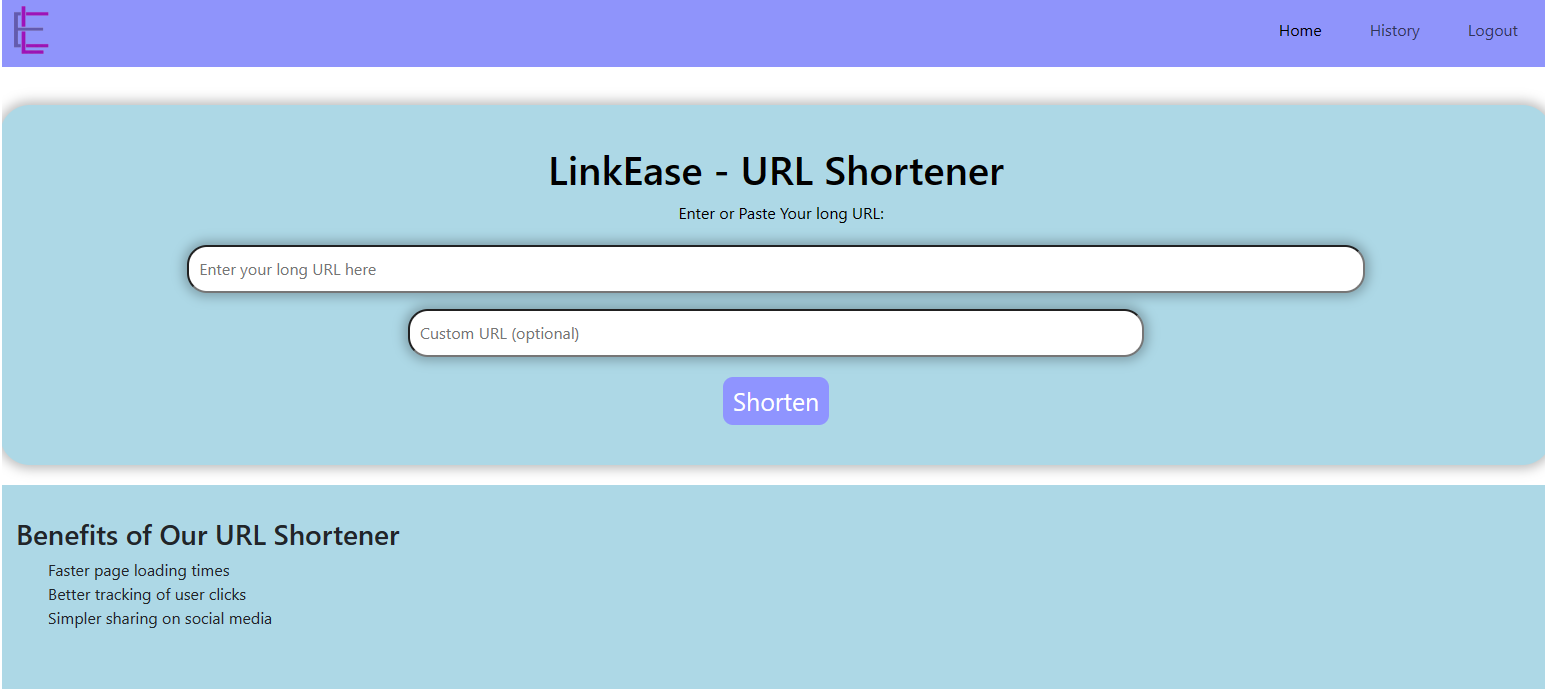 Home History Logout
LinkEase - URL Shortener
Enter or Paste Your long URL:
Enter your long URL here
Custom URL (optional)
Shorten
Benefits of Our URL Shortener
Faster page loading times
Better tracking of user clicks
Simpler sharing on social media